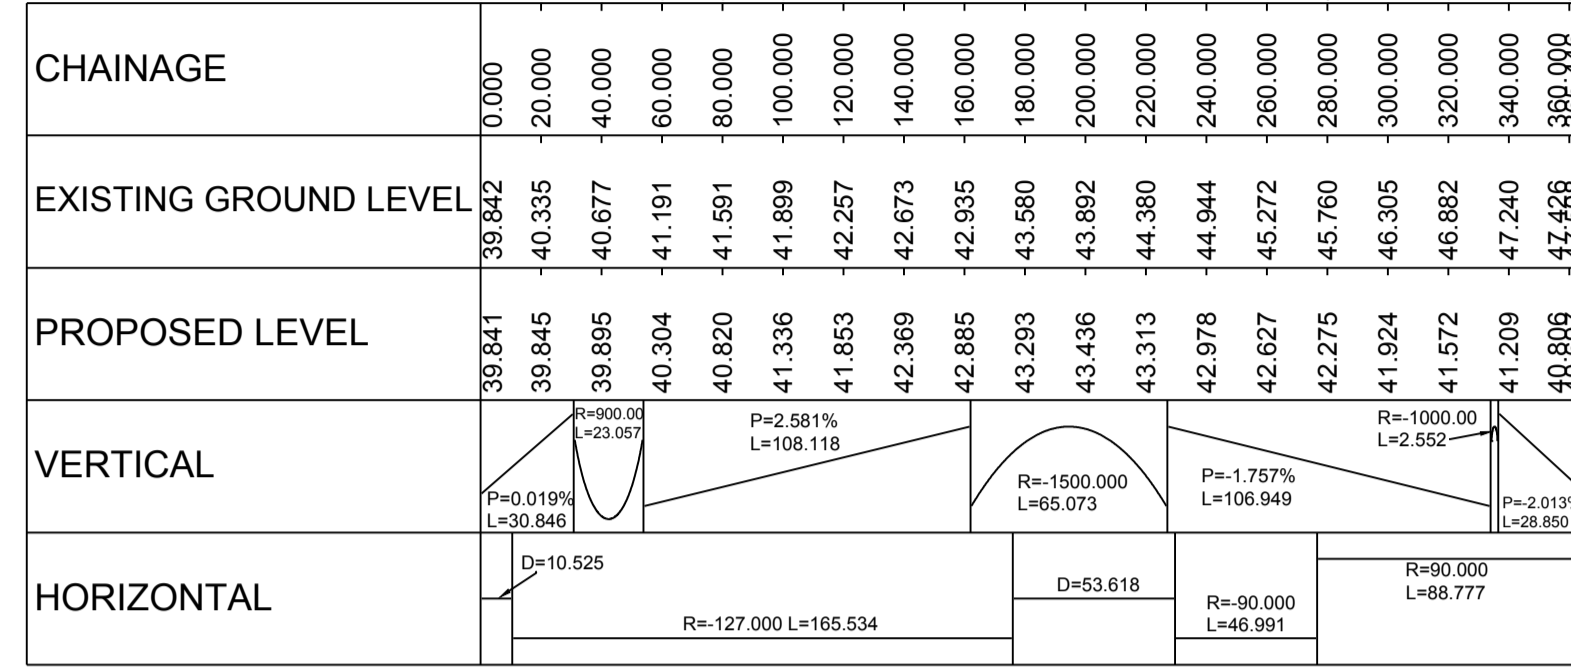 CHAINAGE
0.000
20.000
40.000
60.000
80.000
100.000
120.000
140.000
160.000
180.000
200.000
220.000
240.000
260.000
280.000
300.000
320.000
340.000
360.000
EXISTING GROUND LEVEL
39.842
40.335
40.677
41.191
41.591
41.899
42.257
42.673
42.935
43.580
43.892
44.380
44.944
45.272
45.760
46.305
46.882
47.240
47.426
PROPOSED LEVEL
39.841
39.845
39.895
40.304
40.820
41.336
41.853
42.369
42.885
43.293
43.436
43.313
42.978
42.627
42.275
41.924
41.572
41.209
40.806
VERTICAL
P=0.019%
L=30.846
R=900.00
L=23.057
P=2.581%
L=108.118
R=-1500.000
L=65.073
P=-1.757%
L=106.949
R=-1000.00
L=2.552
P=-2.013%
L=28.850
HORIZONTAL
D=10.525
R=-127.000 L=165.534
D=53.618
R=-90.000
L=46.991
R=90.000
L=88.777